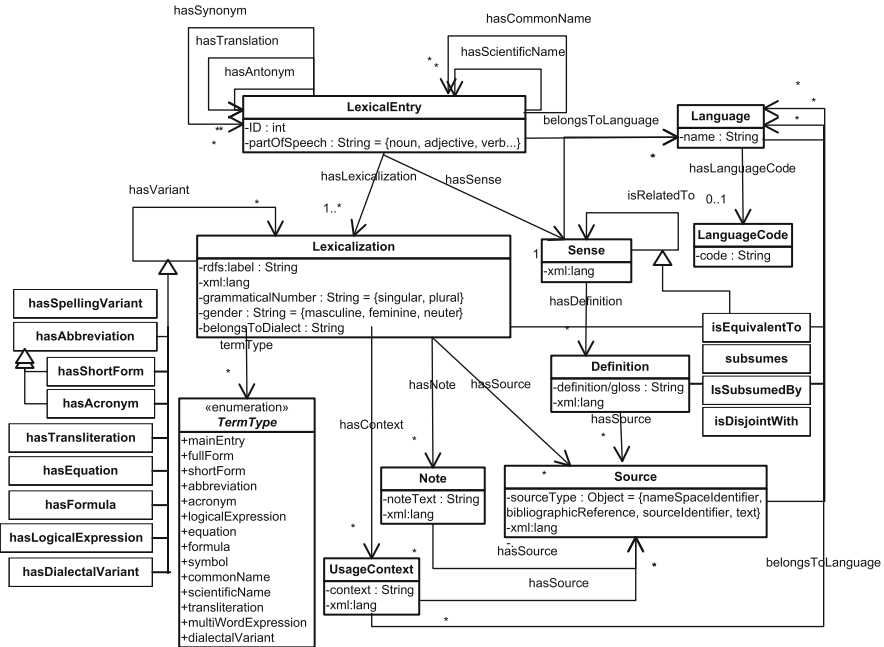 hasSynonym
hasTranslation
hasAntonym
hasCommonName
hasScientificName
*
*
LexicalEntry
-ID : int
-partOfSpeech : String = {noun, adjective, verb...}
**
*
belongsToLanguage
*
*
*
*
Language
-name : String
hasLanguageCode
0..1
LanguageCode
-code : String
hasLexicalization
hasSense
1..*
hasVariant
*
isRelatedTo
1
Sense
-xml:lang
Lexicalization
-rdfs:label : String
-xml:lang
-grammaticalNumber : String = {singular, plural}
-gender : String = {masculine, feminine, neuter}
-belongsToDialect : String
hasDefinition
*
isEquivalentTo
subsumes
IsSubsumedBy
isDisjointWith
Definition
-definition/gloss : String
-xml:lang
hasSource
*
hasSpellingVariant
hasAbbreviation
hasShortForm
hasAcronym
hasTransliteration
hasEquation
hasFormula
hasLogicalExpression
hasDialectalVariant
termType
*
«enumeration»
TermType
+mainEntry
+fullForm
+shortForm
+abbreviation
+acronym
+logicalExpression
+equation
+formula
+symbol
+commonName
+scientificName
+transliteration
+multiWordExpression
+dialectalVariant
hasContext
*
hasNote
*
hasSource
*
Note
-noteText : String
-xml:lang
Source
-sourceType : Object = {nameSpaceIdentifier,
bibliographicReference, sourceIdentifier, text}
-xml:lang
-.
*
hasSource
*
hasSource
UsageContext
-context : String
-xml:lang
*
belongsToLanguage